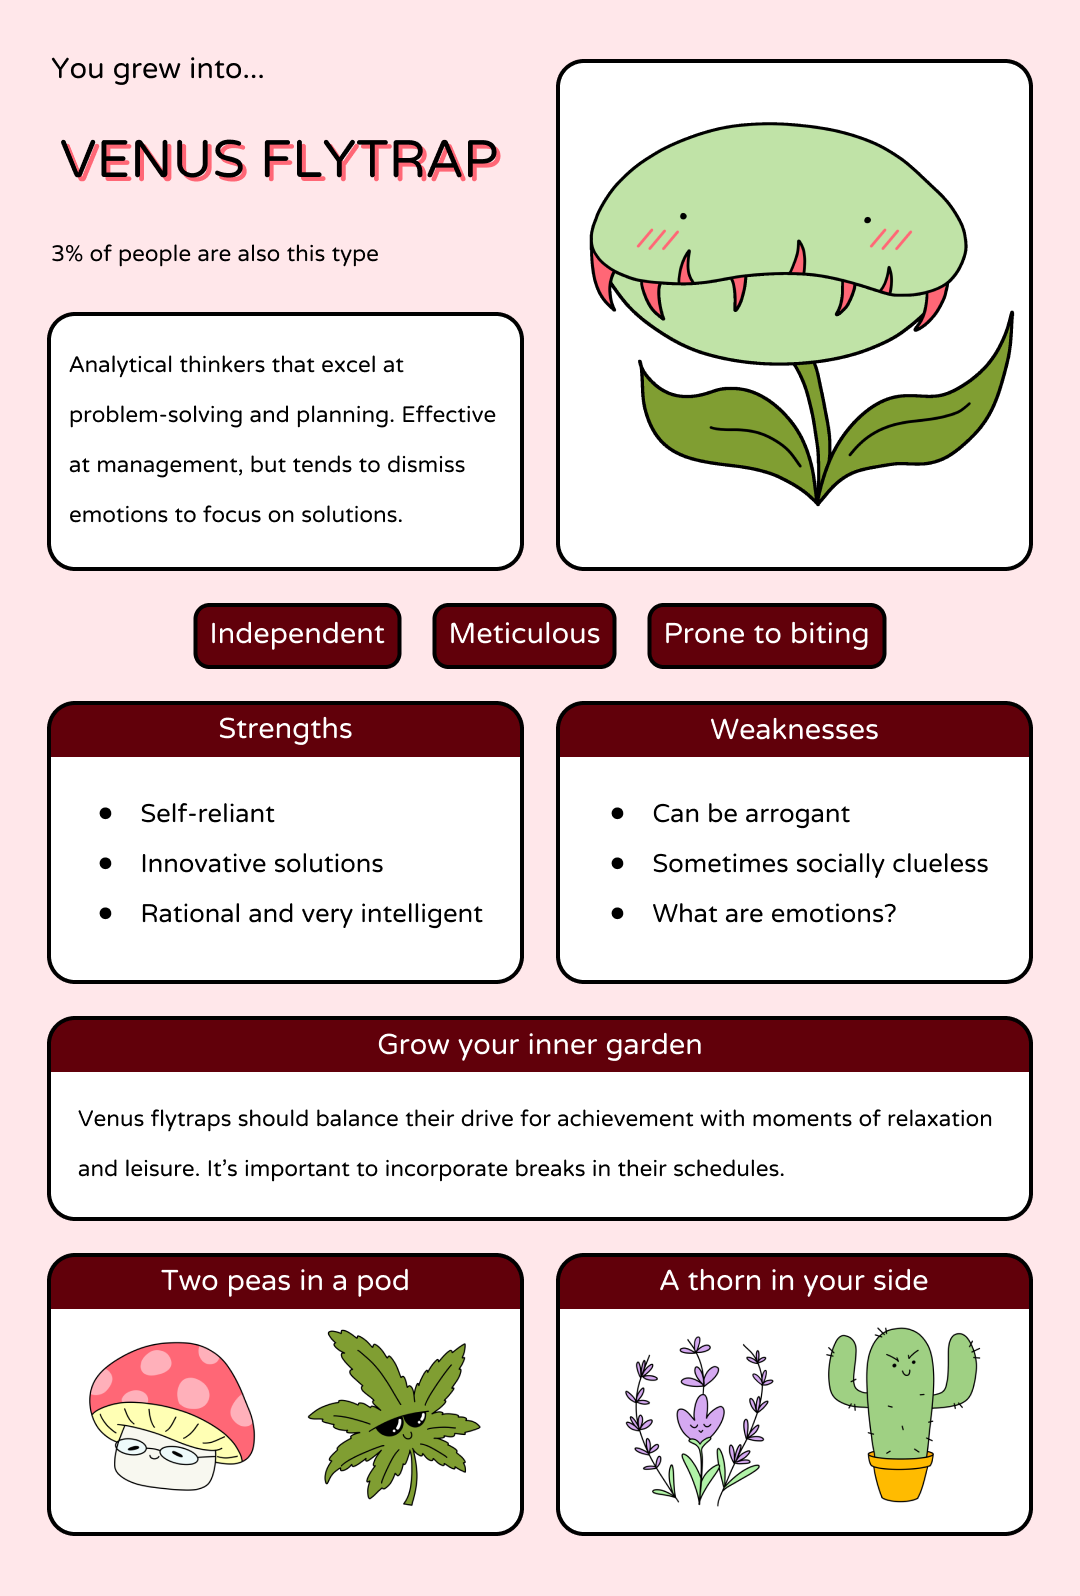 You grew into...
VENUS FLYTRAP
3% of people are also this type
Analytical thinkers that excel at
problem-solving and planning. Effective
at management, but tends to dismiss
emotions to focus on solutions.
Independent
Meticulous
Prone to biting
Strengths
● Self-reliant
● Innovative solutions
● Rational and very intelligent
Weaknesses
● Can be arrogant
● Sometimes socially clueless
● What are emotions?
Grow your inner garden
Venus flytraps should balance their drive for achievement with moments of relaxation
and leisure. It’s important to incorporate breaks in their schedules.
Two peas in a pod
A thorn in your side